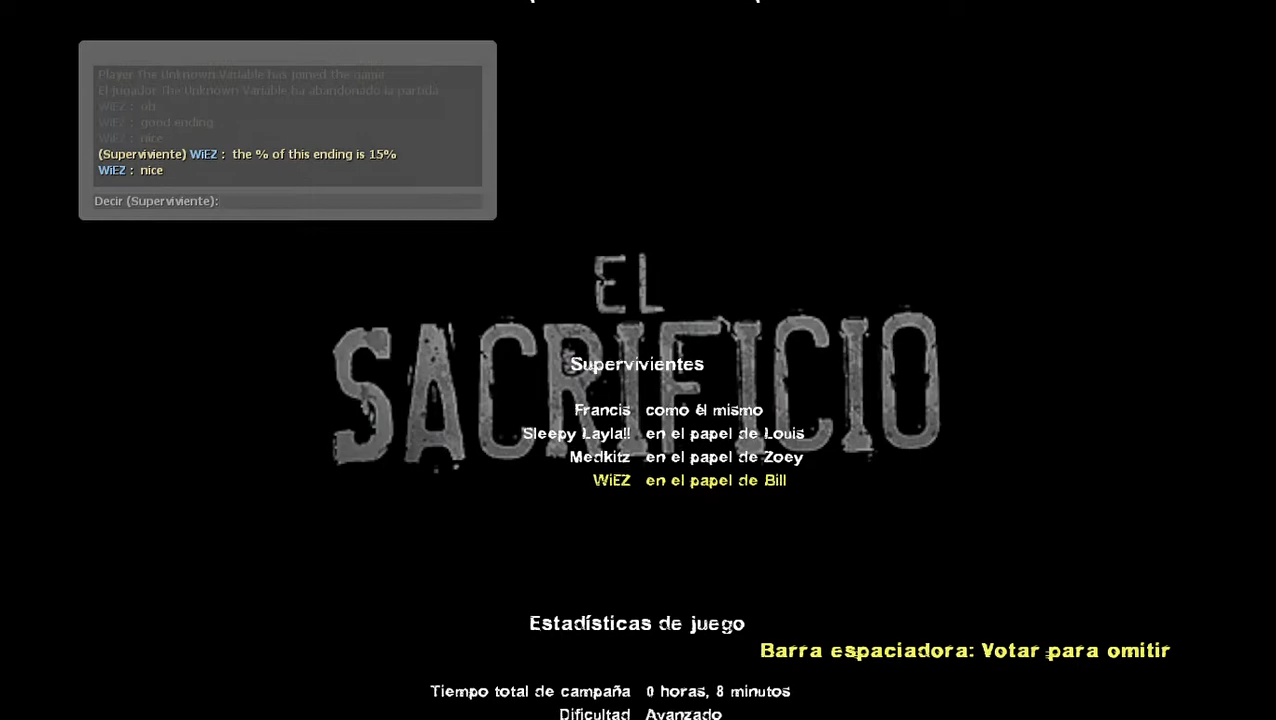 Player The Unknown Variable has joined the game
El jugador The Unknown Variable ha abandonado la partida
WiEZ : ub
WiEZ : good ending
WiEZ : nice
(Superviviente) WiEZ : the % of this ending is 15%
WiEZ : nice
Decir (Superviviente):
EL
SACRIFICIO
Supervivientes
Francis como él mismo
Sleepy Layla!! en el papel de Louis
Medkitz en el papel de Zoey
WiEZ en el papel de Bill
Estadísticas de juego
Barra espaciadora: Votar para omitir
Tiempo total de campaña 0 horas, 8 minutos
Dificultad Avanzado